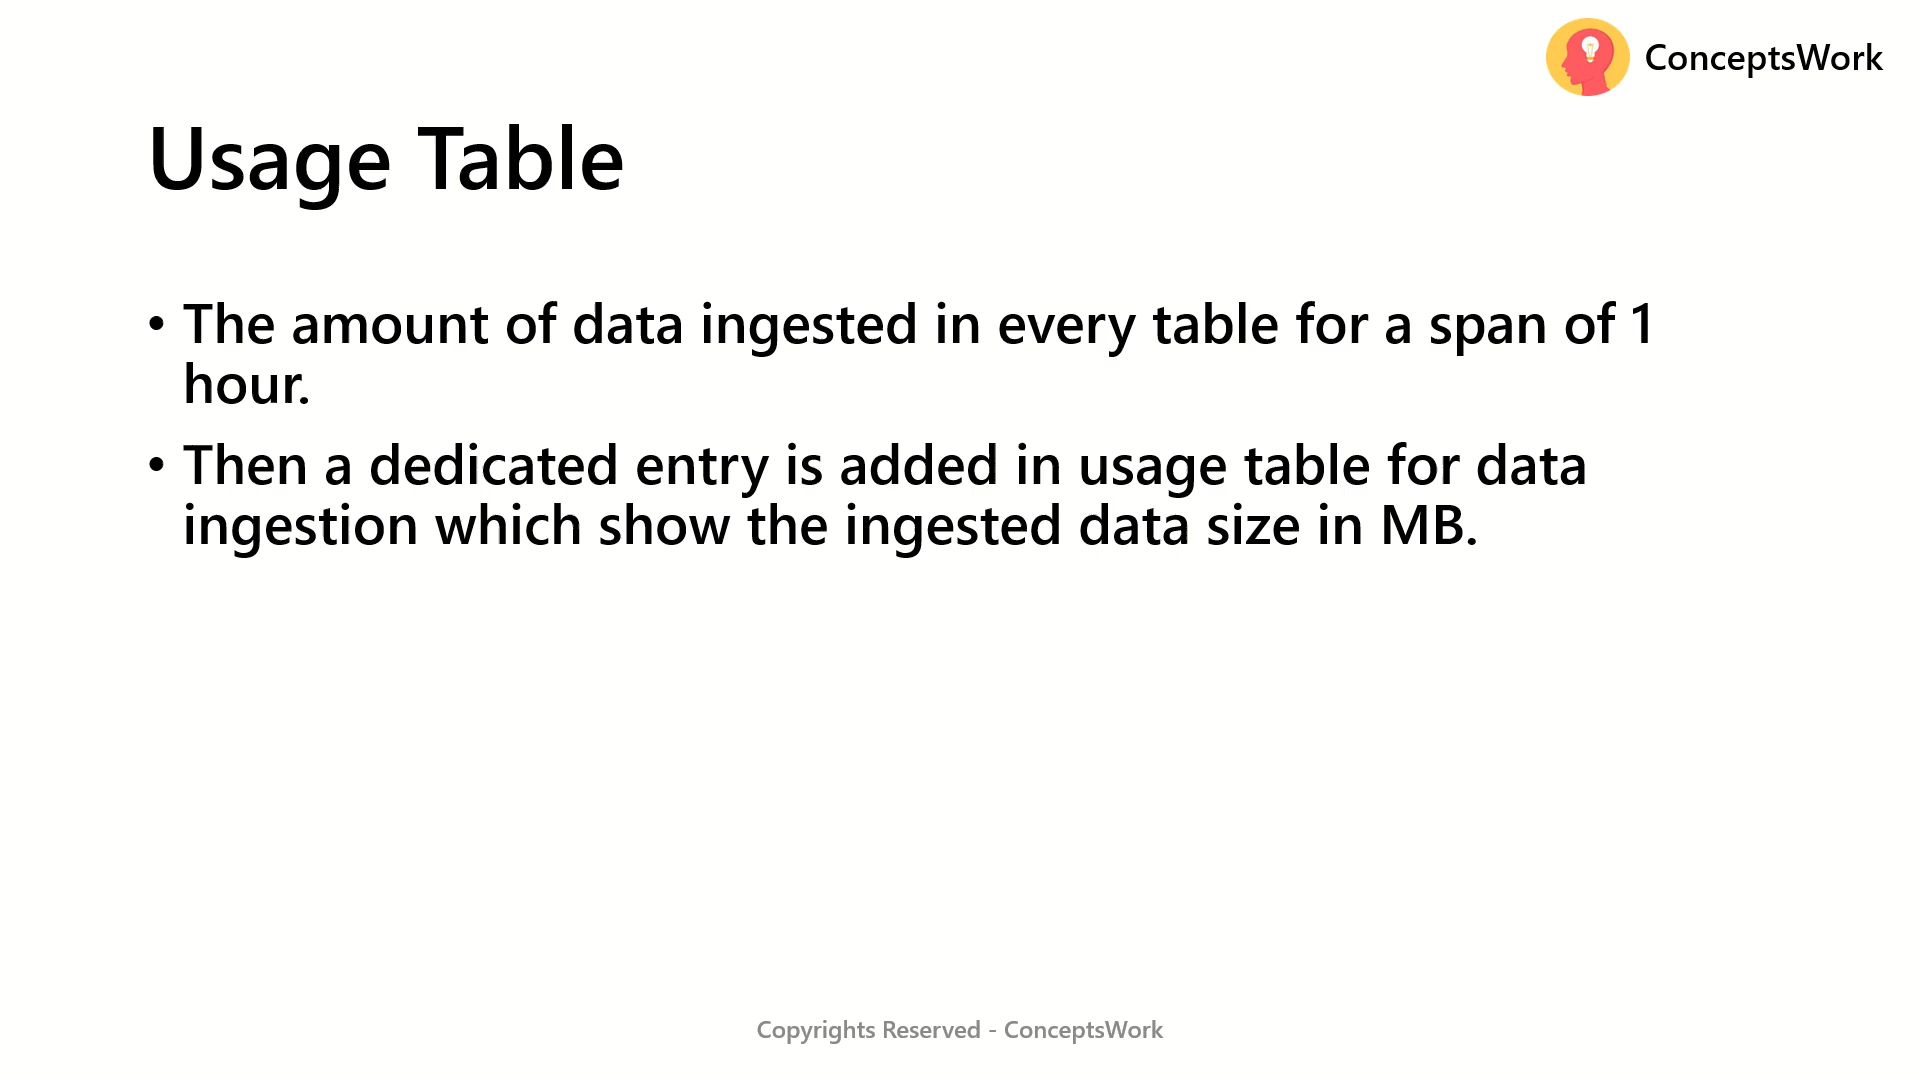 ConceptsWork
Usage Table
• The amount of data ingested in every table for a span of 1
hour.
• Then a dedicated entry is added in usage table for data
ingestion which show the ingested data size in MB.
Copyrights Reserved - ConceptsWork